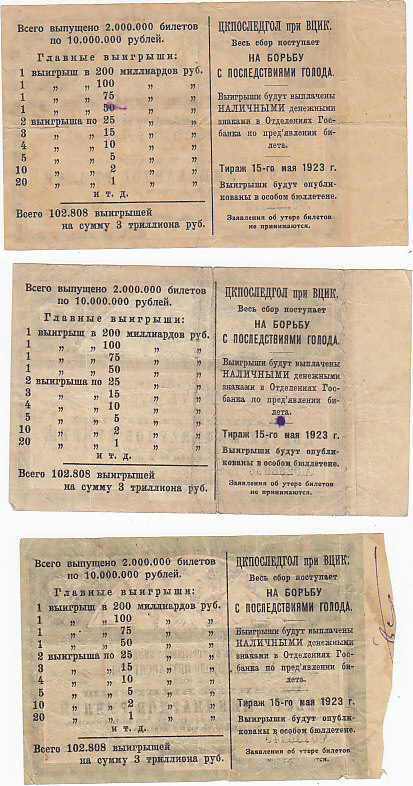 Всего выпущено 2.000.000 билетов
по 10.000.000 рублей.
Главные выигрыши:
1 выигрыш в 200 миллиардов руб.
1 „ „ 100 „ „
1 „ „ 75 „ „
1 „ „ 50 „ „
2 выигрыша по 25 „ „
3 „ „ 15 „ „
4 „ „ 10 „ „
5 „ „ 5 „ „
10 „ „ 2 „ „
20 „ „ 1 „ „
и т. д.
Всего 102.808 выигрышей
на сумму 3 триллиона руб.
ЦКПОСЛЕДГОЛ при ВЦИК.
Весь сбор поступает
НА БОРЬБУ
С ПОСЛЕДСТВИЯМИ ГОЛОДА.
Выигрыши будут выплачены
НАЛИЧНЫМИ денежными
знаками в Отделениях Гос-
банка по пред'явлении би-
лета.
Тираж 15-го мая 1923 г.
Выигрыши будут опубли-
кованы в особом бюллетене.
Заявления об утере билетов
не принимаются.
Всего выпущено 2.000.000 билетов
по 10.000.000 рублей.
Главные выигрыши:
1 выигрыш в 200 миллиардов руб.
1 „ „ 100 „ „
1 „ „ 75 „ „
1 „ „ 50 „ „
2 выигрыша по 25 „ „
3 „ „ 15 „ „
4 „ „ 10 „ „
5 „ „ 5 „ „
10 „ „ 2 „ „
20 „ „ 1 „ „
и т. д.
Всего 102.808 выигрышей
на сумму 3 триллиона руб.
ЦКПОСЛЕДГОЛ при ВЦИК.
Весь сбор поступает
НА БОРЬБУ
С ПОСЛЕДСТВИЯМИ ГОЛОДА.
Выигрыши будут выплачены
НАЛИЧНЫМИ денежными
знаками в Отделениях Гос-
банка по пред'явлении би-
лета.
Тираж 15-го мая 1923 г.
Выигрыши будут опубли-
кованы в особом бюллетене.
Заявления об утере билетов
не принимаются.
Всего выпущено 2.000.000 билетов
по 10.000.000 рублей.
Главные выигрыши:
1 выигрыш в 200 миллиардов руб.
1 „ „ 100 „ „
1 „ „ 75 „ „
1 „ „ 50 „ „
2 выигрыша по 25 „ „
3 „ „ 15 „ „
4 „ „ 10 „ „
5 „ „ 5 „ „
10 „ „ 2 „ „
20 „ „ 1 „ „
и т. д.
Всего 102.808 выигрышей
на сумму 3 триллиона руб.
ЦКПОСЛЕДГОЛ при ВЦИК.
Весь сбор поступает
НА БОРЬБУ
С ПОСЛЕДСТВИЯМИ ГОЛОДА.
Выигрыши будут выплачены
НАЛИЧНЫМИ денежными
знаками в Отделениях Гос-
банка по пред'явлении би-
лета.
Тираж 15-го мая 1923 г.
Выигрыши будут опубли-
кованы в особом бюллетене.
Заявления об утере билетов
не принимаются.